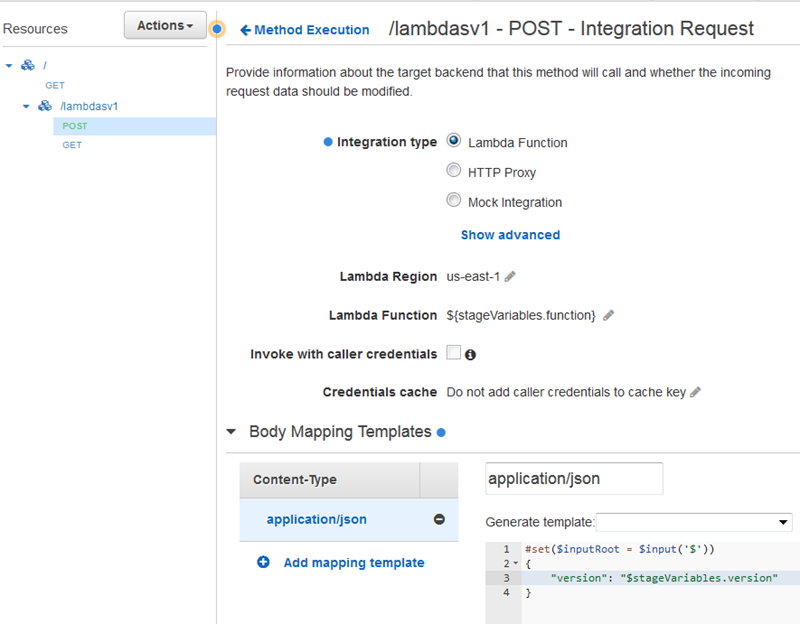 Resources
Actions
/
GET
/lambdasv1
POST
GET
Method Execution
/lambdasv1 - POST - Integration Request
Provide information about the target backend that this method will call and whether the incoming
request data should be modified.
Integration type
Lambda Function
HTTP Proxy
Mock Integration
Show advanced
Lambda Region us-east-1
Lambda Function ${stageVariables.function}
Invoke with caller credentials
Credentials cache Do not add caller credentials to cache key
Body Mapping Templates
Content-Type
application/json
Add mapping template
application/json
Generate template:
1 #set($inputRoot = $input('$'))
2 {
3 "version": "$stageVariables.version"
4 }